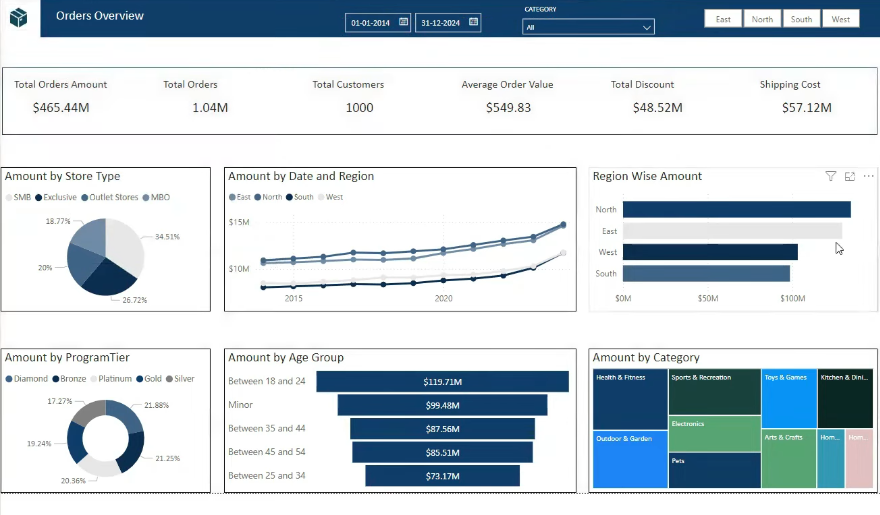 Orders Overview
01-01-2014
31-12-2024
CATEGORY
All
East North South West
Total Orders Amount
$465.44M
Total Orders
1.04M
Total Customers
1000
Average Order Value
$549.83
Total Discount
$48.52M
Shipping Cost
$57.12M
Amount by Store Type
SMB Exclusive Outlet Stores MBO
18.77%
34.51%
20%
26.72%
Amount by Date and Region
East North South West
$15M
$10M
2015 2020
Region Wise Amount
North
East
West
South
$0M $50M $100M
Amount by ProgramTier
Diamond Bronze Platinum Gold Silver
17.27%
21.88%
19.24%
21.25%
20.36%
Amount by Age Group
Between 18 and 24 $119.71M
Minor $99.48M
Between 35 and 44 $87.56M
Between 45 and 54 $85.51M
Between 25 and 34 $73.17M
Amount by Category
Health & Fitness
Sports & Recreation
Toys & Games
Kitchen & Dini...
Electronics
Outdoor & Garden
Arts & Crafts
Hom...
Hom...
Pets